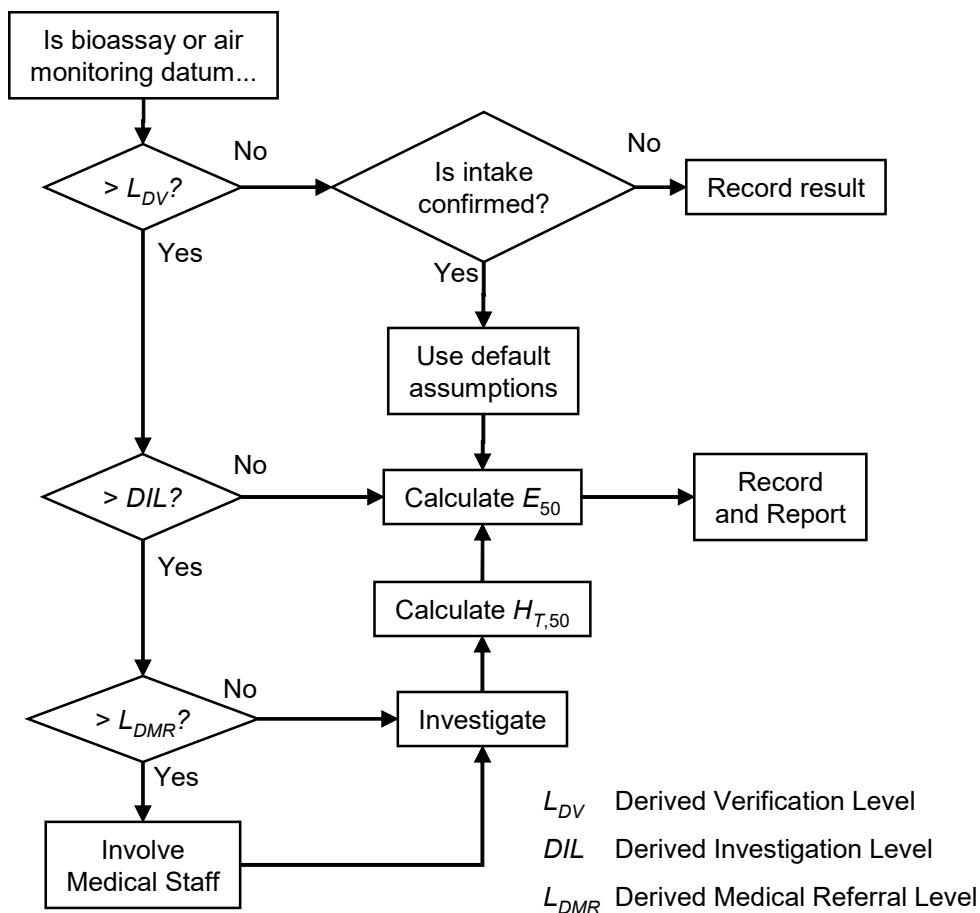 Is bioassay or air
monitoring datum...
No
No
> L_DV?
Is intake
confirmed?
Record result
Yes
Yes
Use default
assumptions
No
> DIL?
Calculate E_50
Record
and Report
Yes
Calculate H_T,50
No
> L_DMR?
Investigate
Yes
L_DV Derived Verification Level
Involve
Medical Staff
DIL Derived Investigation Level
L_DMR Derived Medical Referral Level